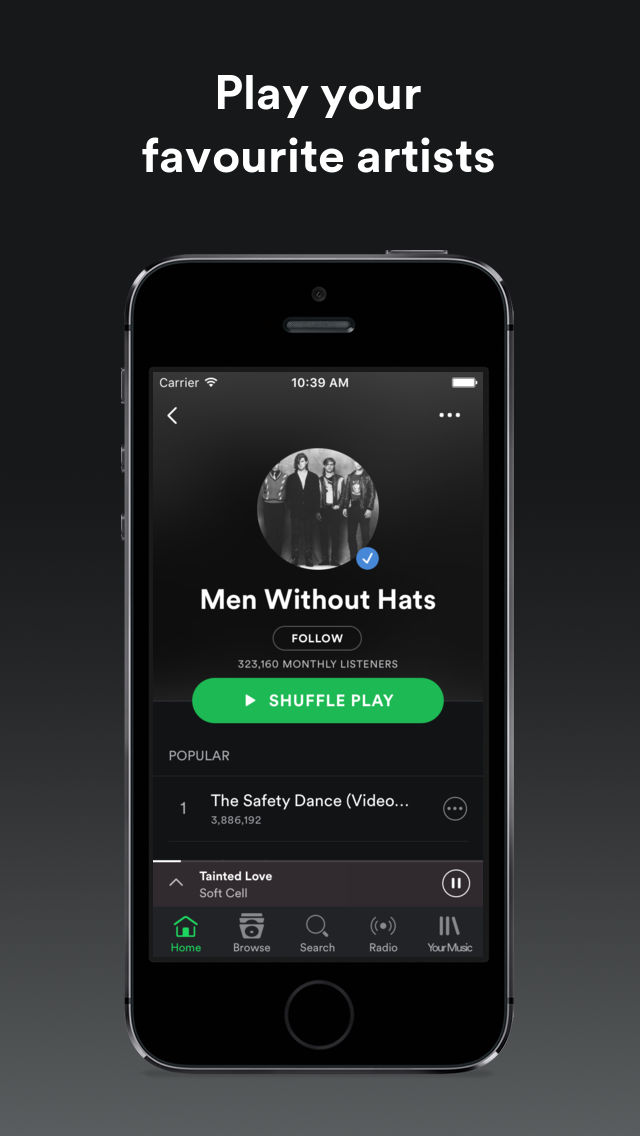 Play your
favourite artists
Carrier
10:39 AM
Men Without Hats
FOLLOW
323,160 MONTHLY LISTENERS
SHUFFLE PLAY
POPULAR
1
The Safety Dance (Video...
3,886,192
Tainted Love
Soft Cell
Home
Browse
Search
Radio
Your Music